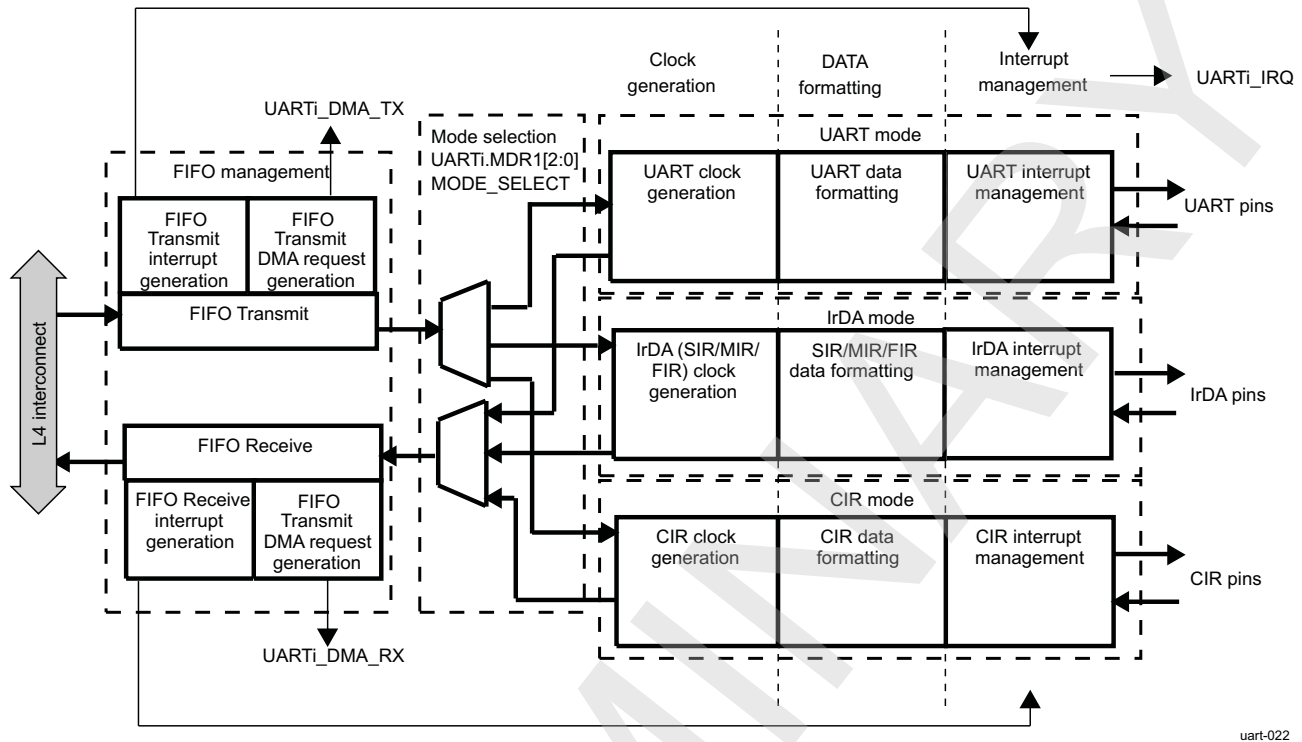 Clock
generation
DATA
formatting
Interrupt
management
UARTi_IRQ
UARTi_DMA_TX
Mode selection
UARTi.MDR1[2:0]
MODE_SELECT
FIFO management
FIFO
Transmit
interrupt
generation
FIFO
Transmit
DMA request
generation
FIFO Transmit
L4 interconnect
FIFO Receive
FIFO Receive
interrupt
generation
FIFO
Transmit
DMA request
generation
UARTi_DMA_RX
UART mode
UART clock
generation
UART data
formatting
UART interrupt
management
UART pins
IrDA mode
IrDA (SIR/MIR/
FIR) clock
generation
SIR/MIR/FIR
data formatting
IrDA interrupt
management
IrDA pins
CIR mode
CIR clock
generation
CIR data
formatting
CIR interrupt
management
CIR pins
uart-022
MINARY